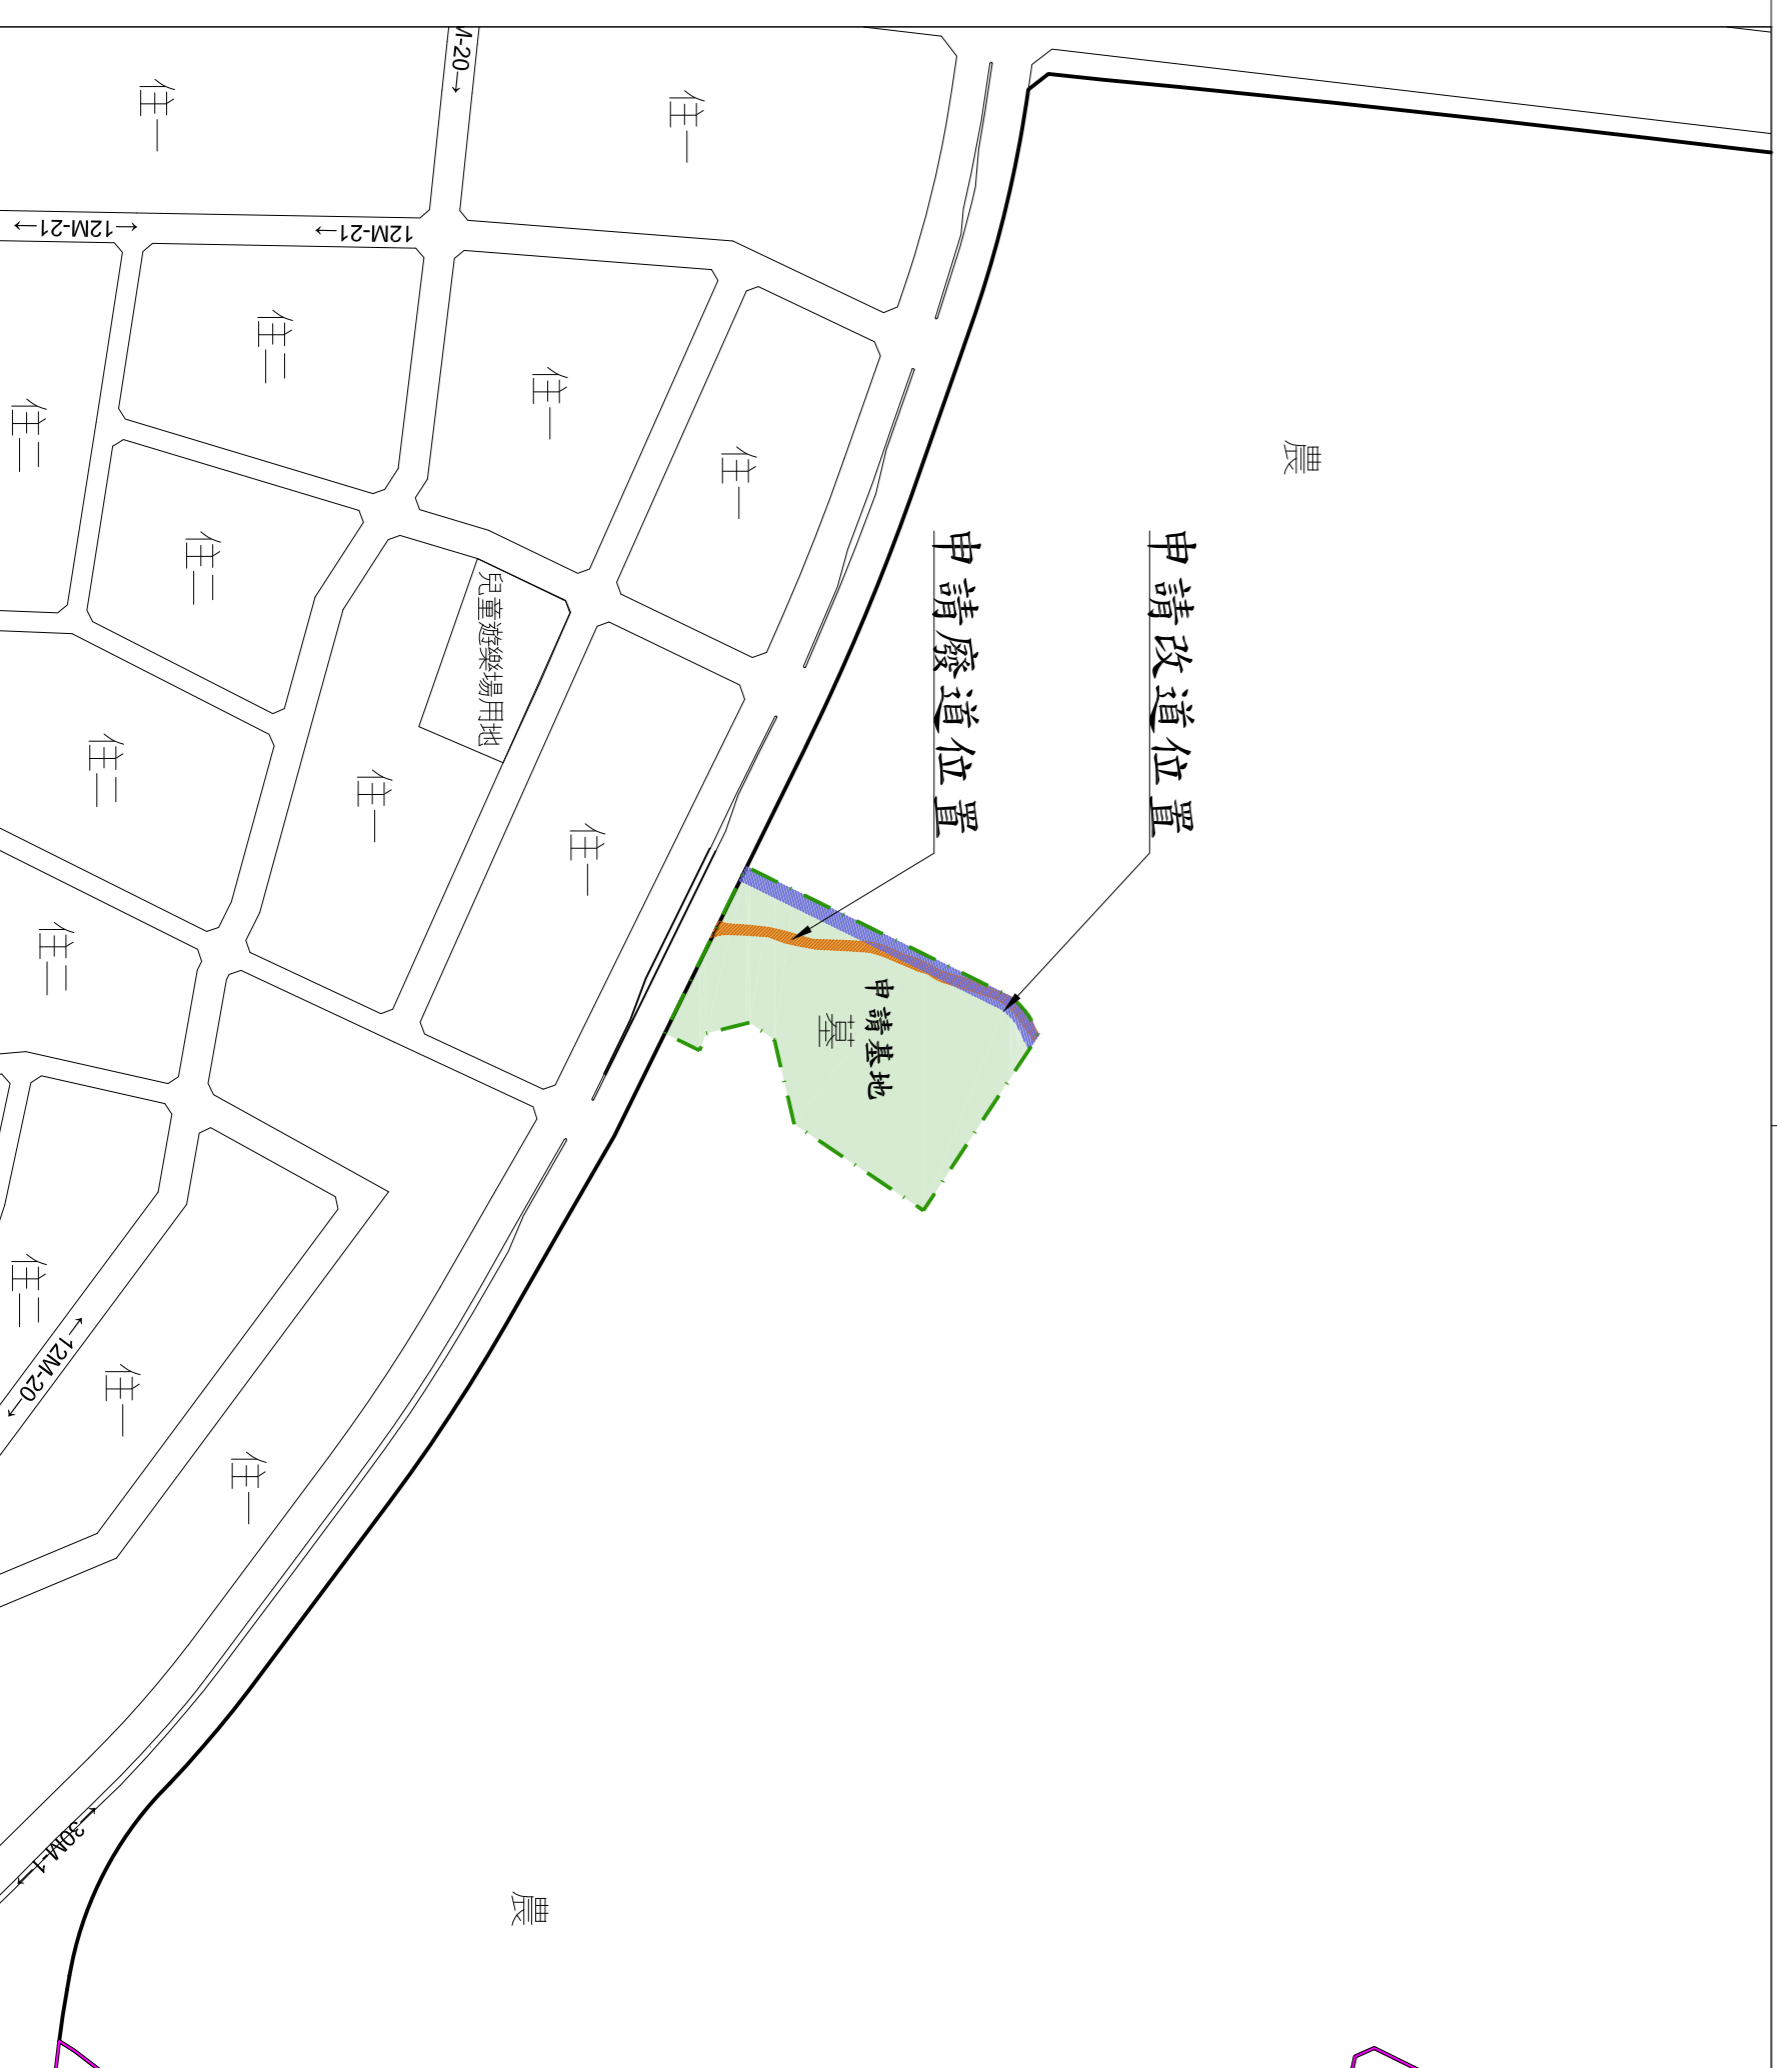 農
申請改道位置
申請廢道位置
申請基地
墓
住一
住一
住一
住一
農
兒童遊樂場用地
M-20→
住一
12M-21→
住二
住一
住二
住一
住一
住二
←12M-21→
←30M-1→
住二
←12M-20→
住二
住二